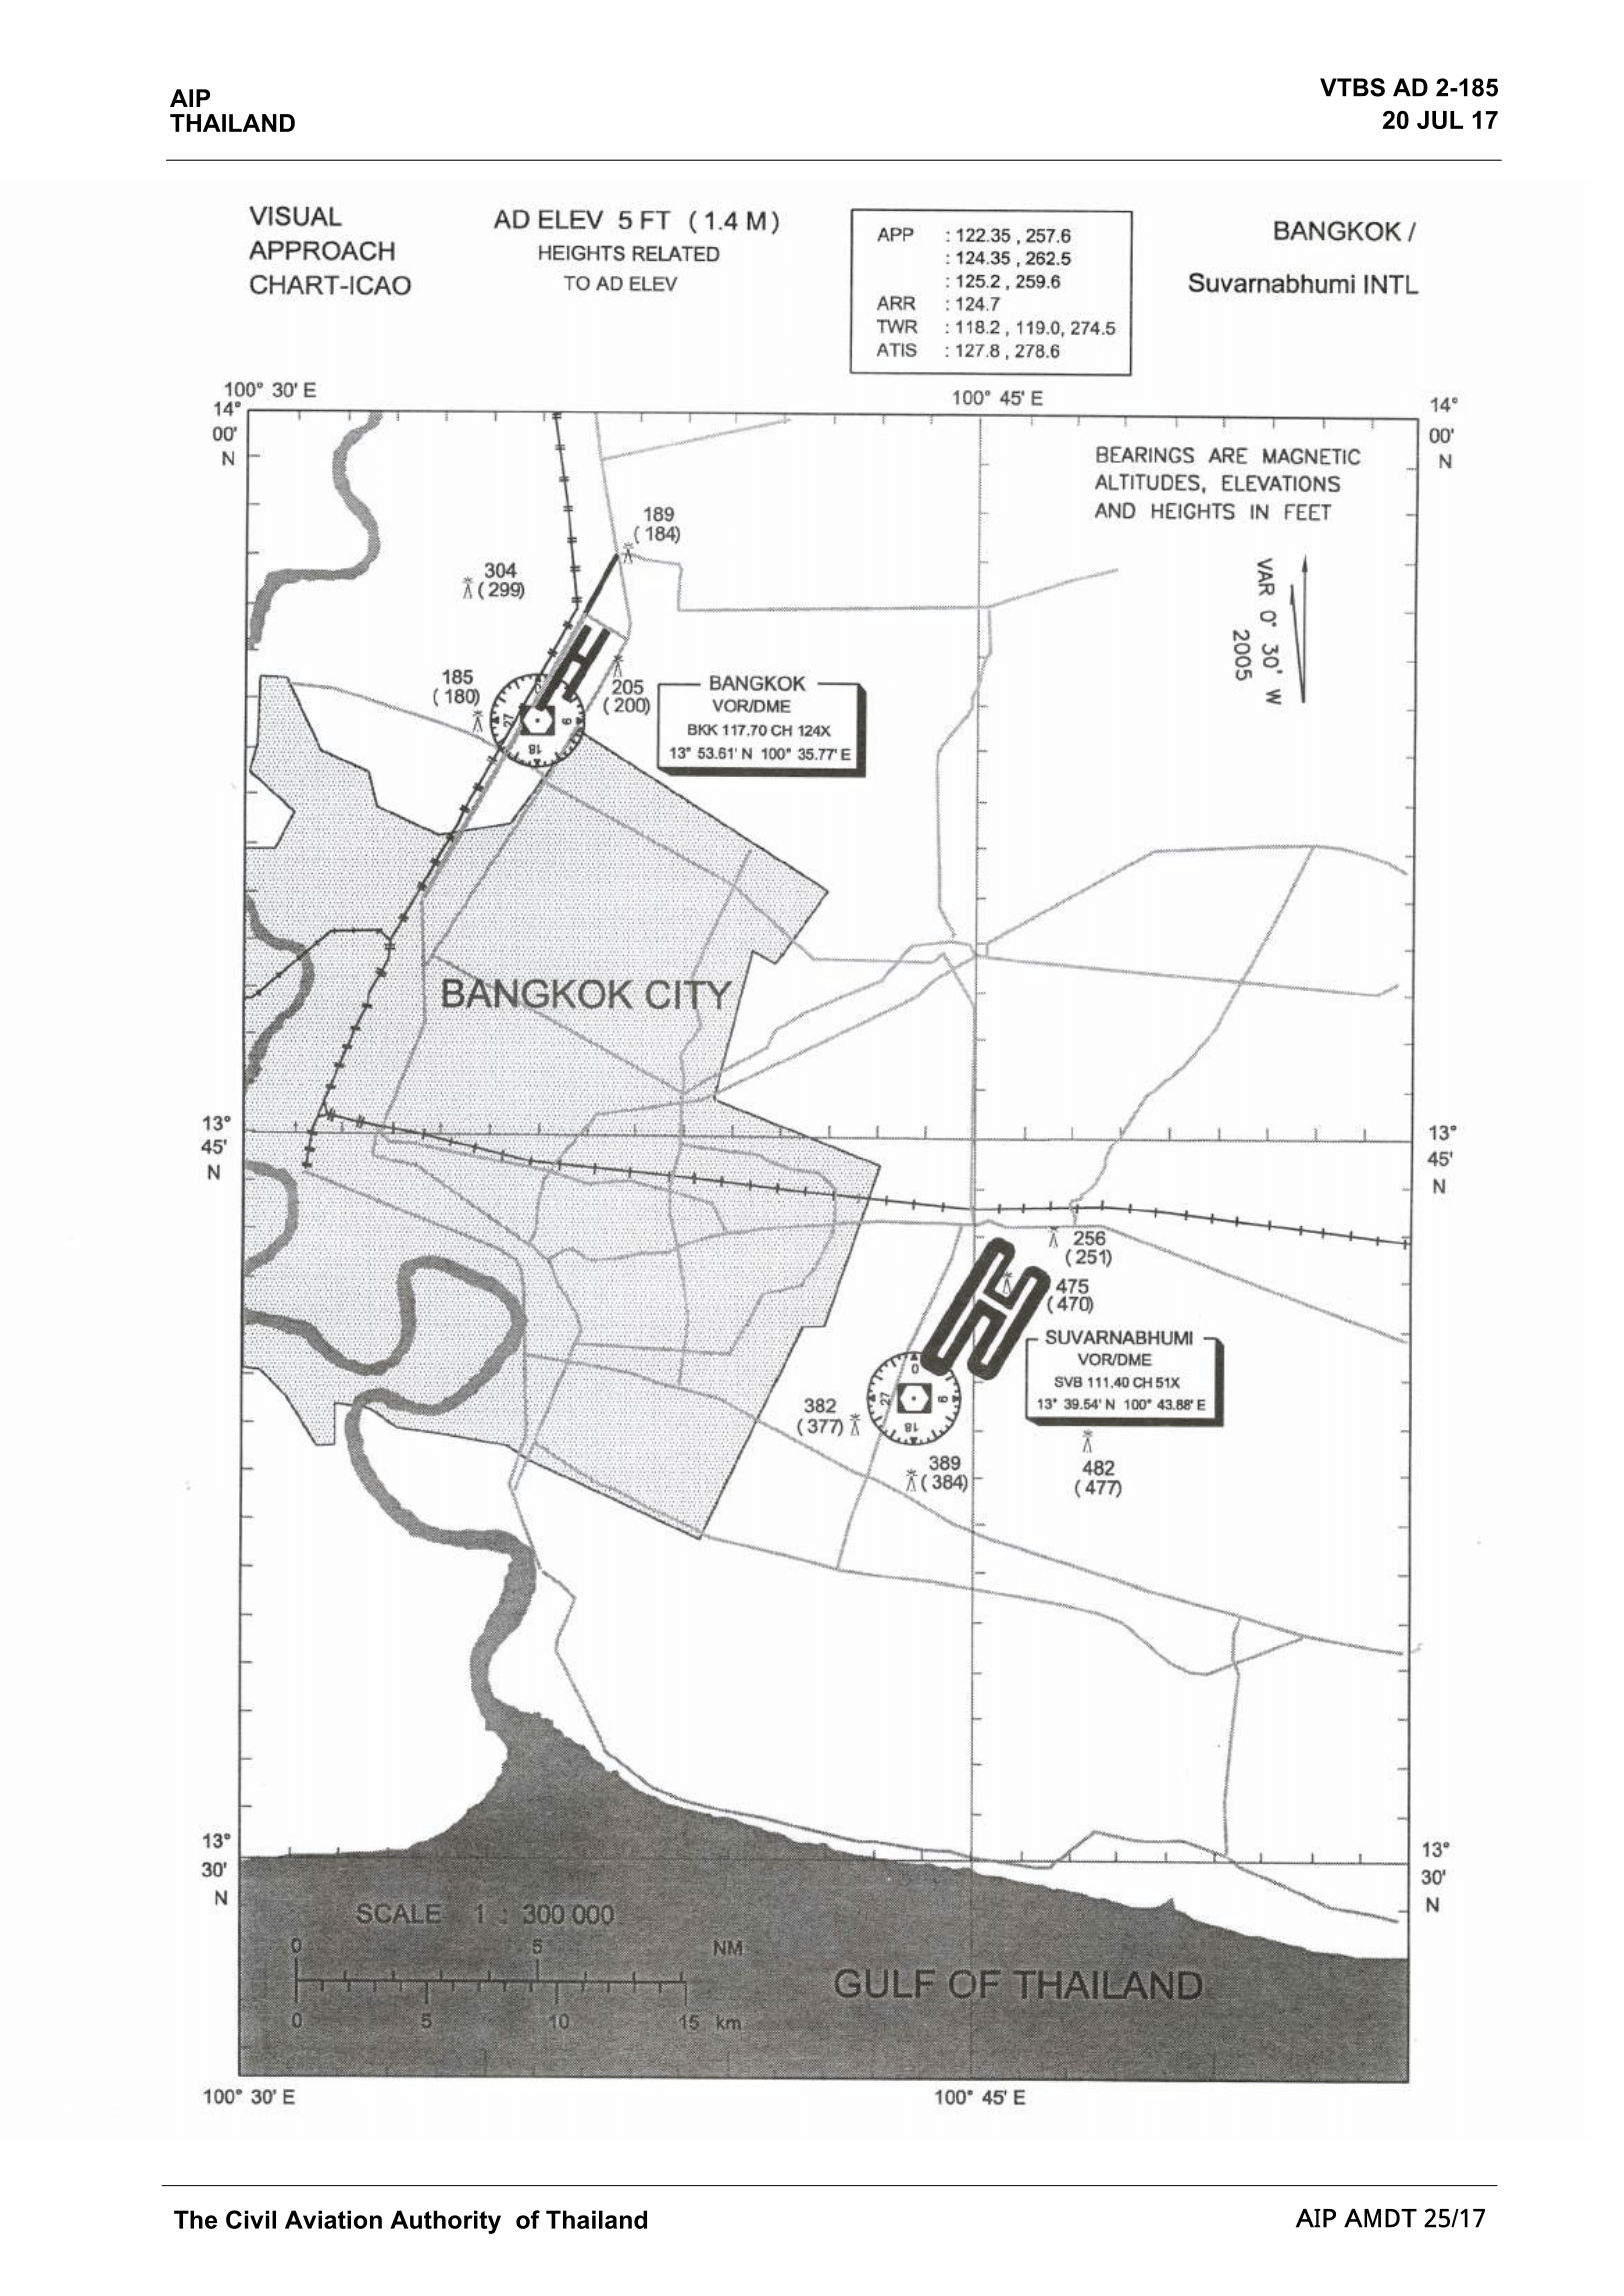 AIP
THAILAND
VTBS AD 2-185
20 JUL 17
VISUAL
APPROACH
CHART-ICAO
AD ELEV 5 FT ( 1.4 M )
HEIGHTS RELATED
TO AD ELEV
APP : 122.35 , 257.6
: 124.35 , 262.5
: 125.2 , 259.6
ARR : 124.7
TWR : 118.2 , 119.0, 274.5
ATIS : 127.8 , 278.6
BANGKOK /
Suvarnabhumi INTL
100° 30' E
100° 45' E
14°
00'
N
14°
00'
N
BEARINGS ARE MAGNETIC
ALTITUDES, ELEVATIONS
AND HEIGHTS IN FEET
VAR 0° 30' W
2005
189
( 184)
304
( 299)
185
( 180)
205
( 200)
0
9
18
27
BANGKOK
VOR/DME
BKK 117.70 CH 124X
13° 53.61' N 100° 35.77' E
BANGKOK CITY
13°
45'
N
13°
45'
N
256
( 251)
475
( 470)
SUVARNABHUMI
VOR/DME
SVB 111.40 CH 51X
13° 39.54' N 100° 43.88' E
0
9
18
27
382
( 377)
389
( 384)
482
( 477)
13°
30'
N
13°
30'
N
SCALE 1 : 300 000
0 5 NM
0 5 10 15 km
GULF OF THAILAND
100° 30' E
100° 45' E
The Civil Aviation Authority of Thailand
AIP AMDT 25/17